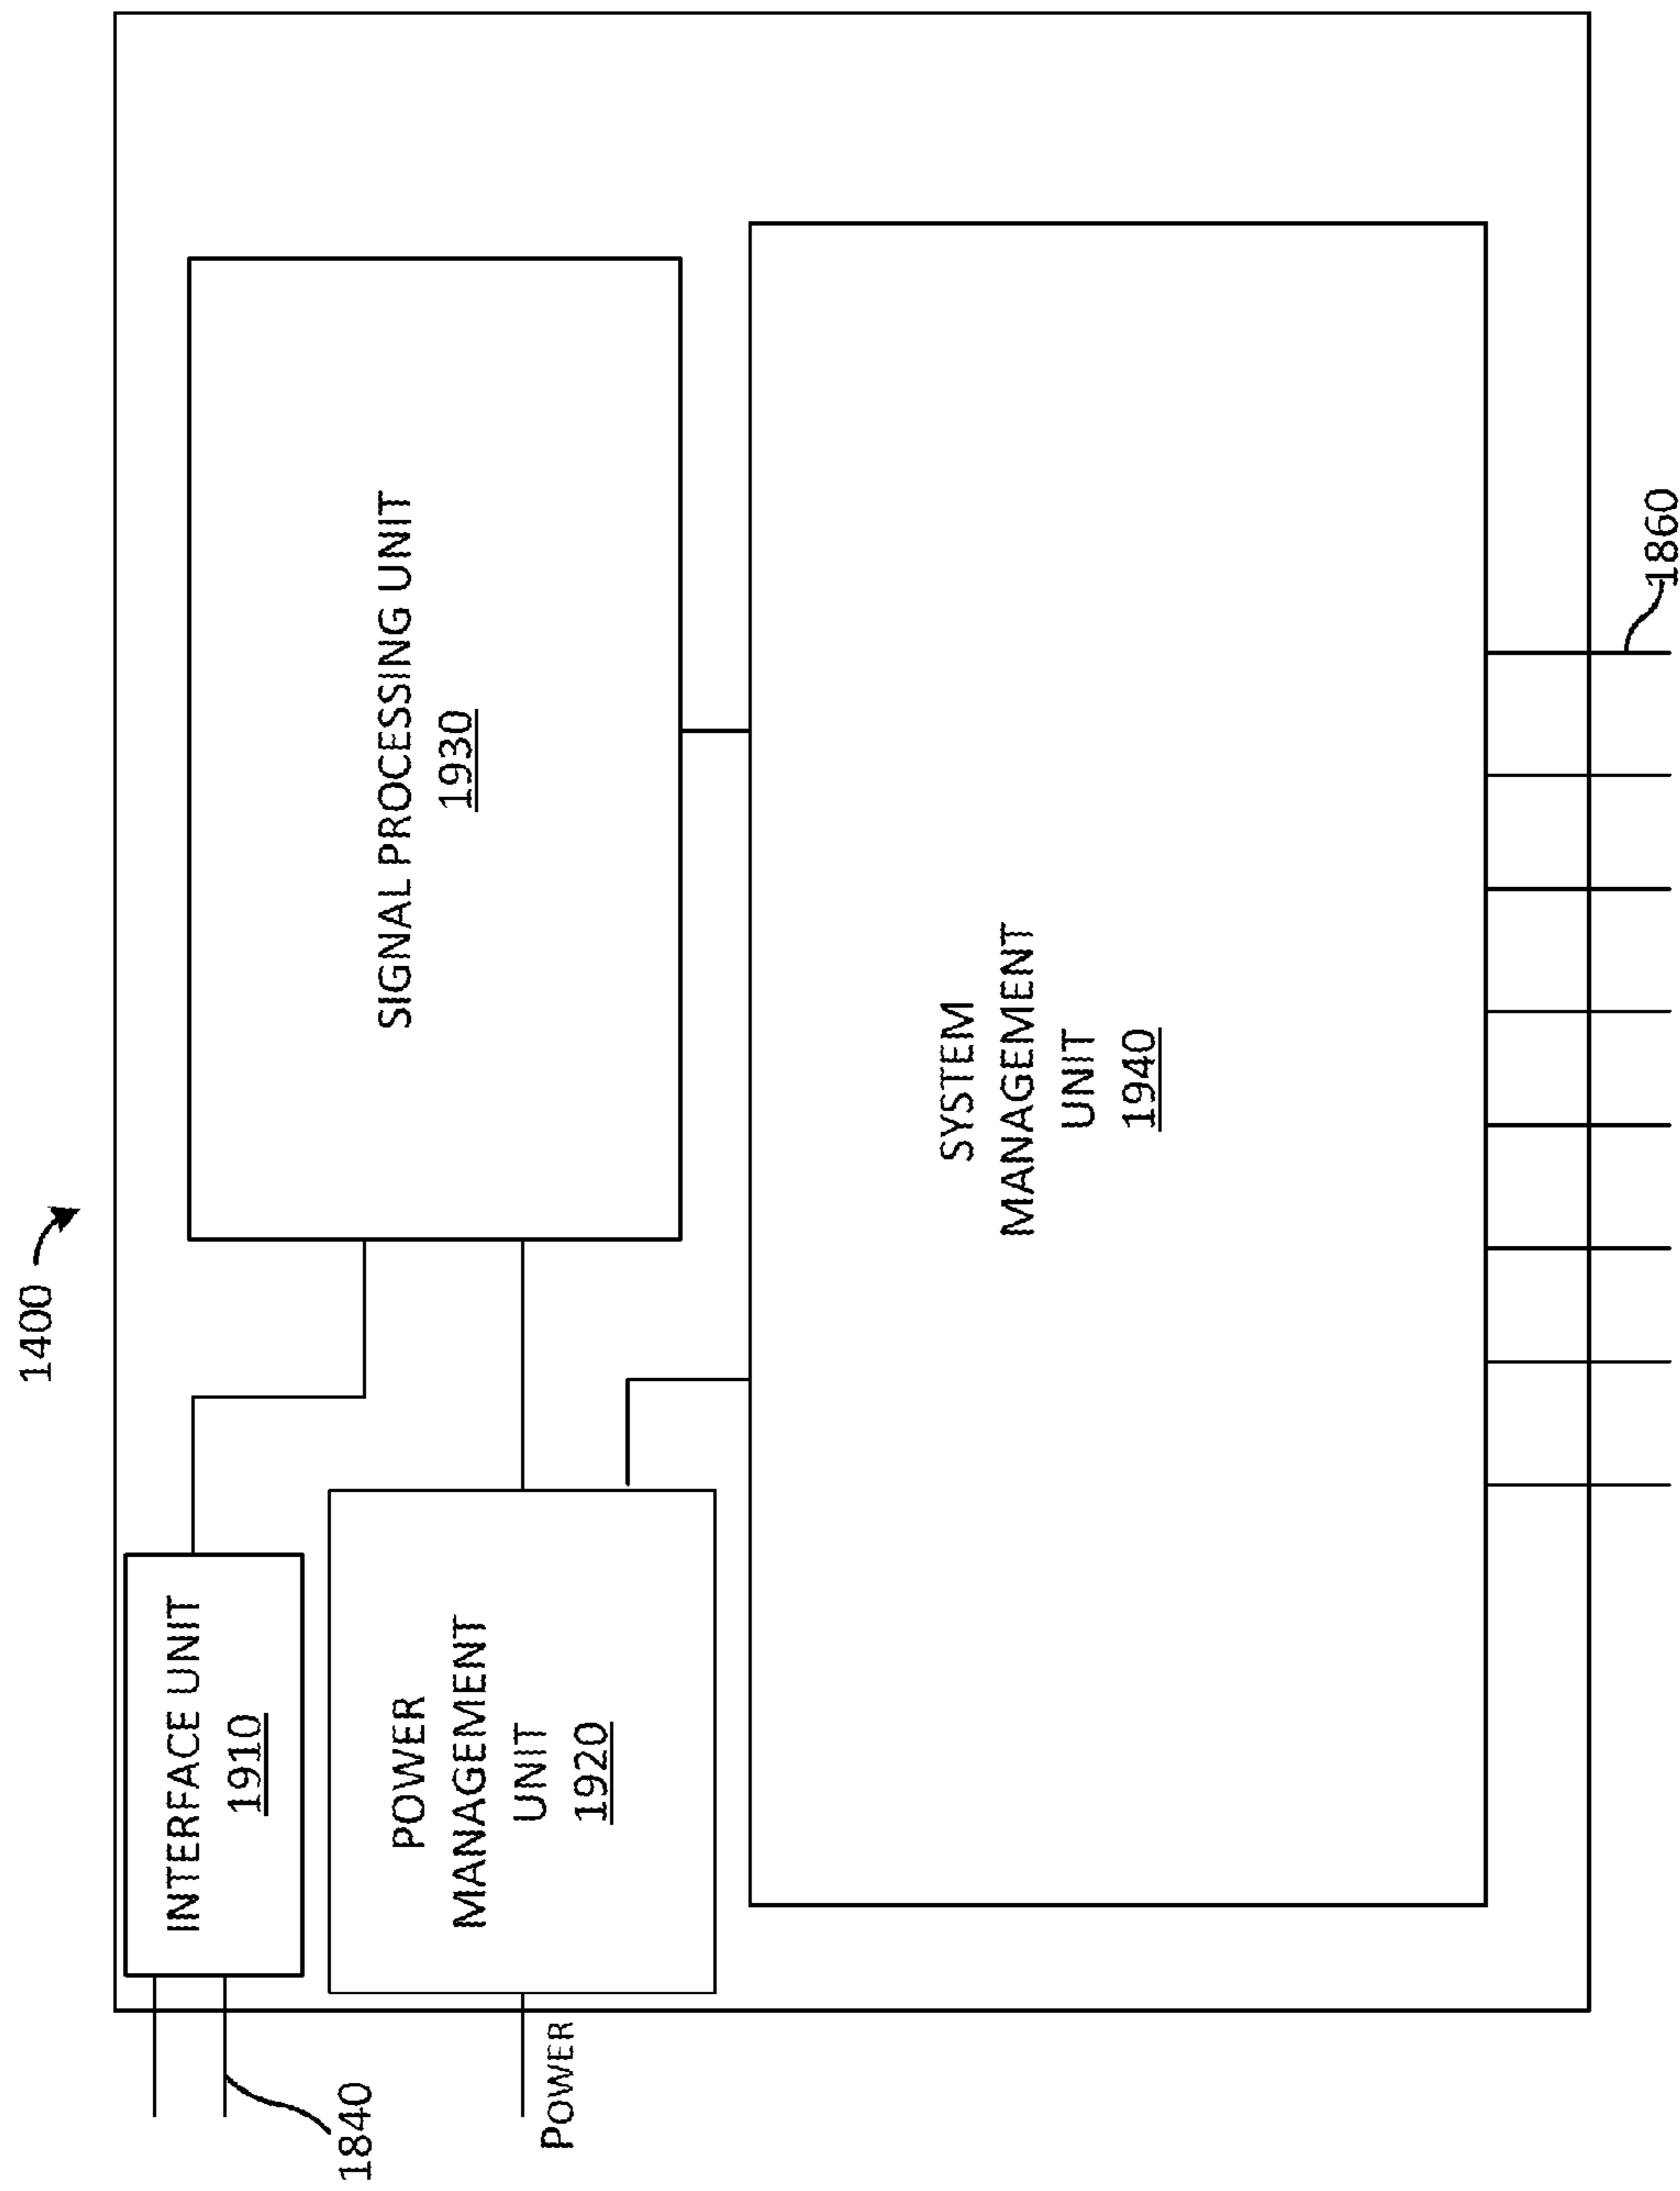 1400
INTERFACE UNIT
1910
POWER
MANAGEMENT
UNIT
1920
SIGNAL PROCESSING UNIT
1930
SYSTEM
MANAGEMENT
UNIT
1940
1840
POWER
1860